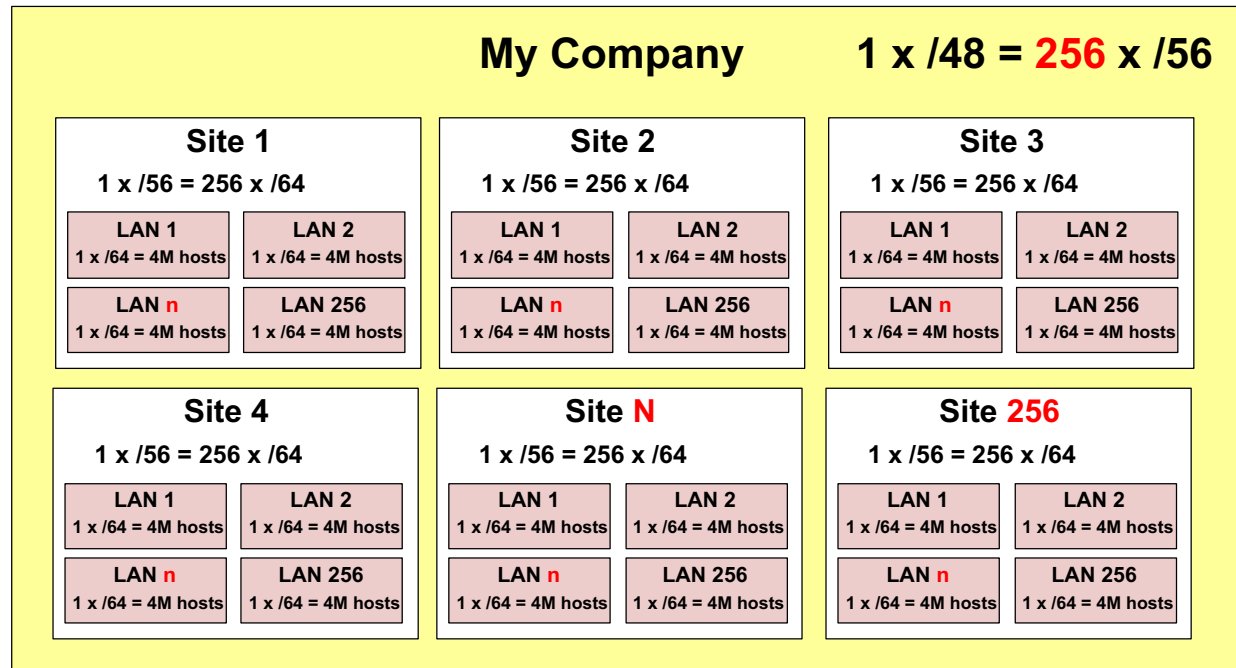 My Company 1 x /48 = 256 x /56
Site 1
1 x /56 = 256 x /64
LAN 1
1 x /64 = 4M hosts
LAN 2
1 x /64 = 4M hosts
LAN n
1 x /64 = 4M hosts
LAN 256
1 x /64 = 4M hosts
Site 2
1 x /56 = 256 x /64
LAN 1
1 x /64 = 4M hosts
LAN 2
1 x /64 = 4M hosts
LAN n
1 x /64 = 4M hosts
LAN 256
1 x /64 = 4M hosts
Site 3
1 x /56 = 256 x /64
LAN 1
1 x /64 = 4M hosts
LAN 2
1 x /64 = 4M hosts
LAN n
1 x /64 = 4M hosts
LAN 256
1 x /64 = 4M hosts
Site 4
1 x /56 = 256 x /64
LAN 1
1 x /64 = 4M hosts
LAN 2
1 x /64 = 4M hosts
LAN n
1 x /64 = 4M hosts
LAN 256
1 x /64 = 4M hosts
Site N
1 x /56 = 256 x /64
LAN 1
1 x /64 = 4M hosts
LAN 2
1 x /64 = 4M hosts
LAN n
1 x /64 = 4M hosts
LAN 256
1 x /64 = 4M hosts
Site 256
1 x /56 = 256 x /64
LAN 1
1 x /64 = 4M hosts
LAN 2
1 x /64 = 4M hosts
LAN n
1 x /64 = 4M hosts
LAN 256
1 x /64 = 4M hosts